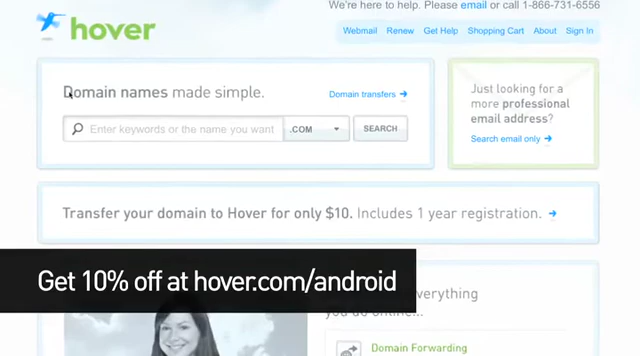 We're here to help. Please email or call 1-866-731-6556
hover
Webmail Renew Get Help Shopping Cart About Sign In
Domain names made simple.
Domain transfers →
Enter keywords or the name you want
.COM
SEARCH
Just looking for a
more professional
email address?
Search email only →
Transfer your domain to Hover for only $10. Includes 1 year registration. →
Get 10% off at hover.com/android
everything
you do online...
Domain Forwarding